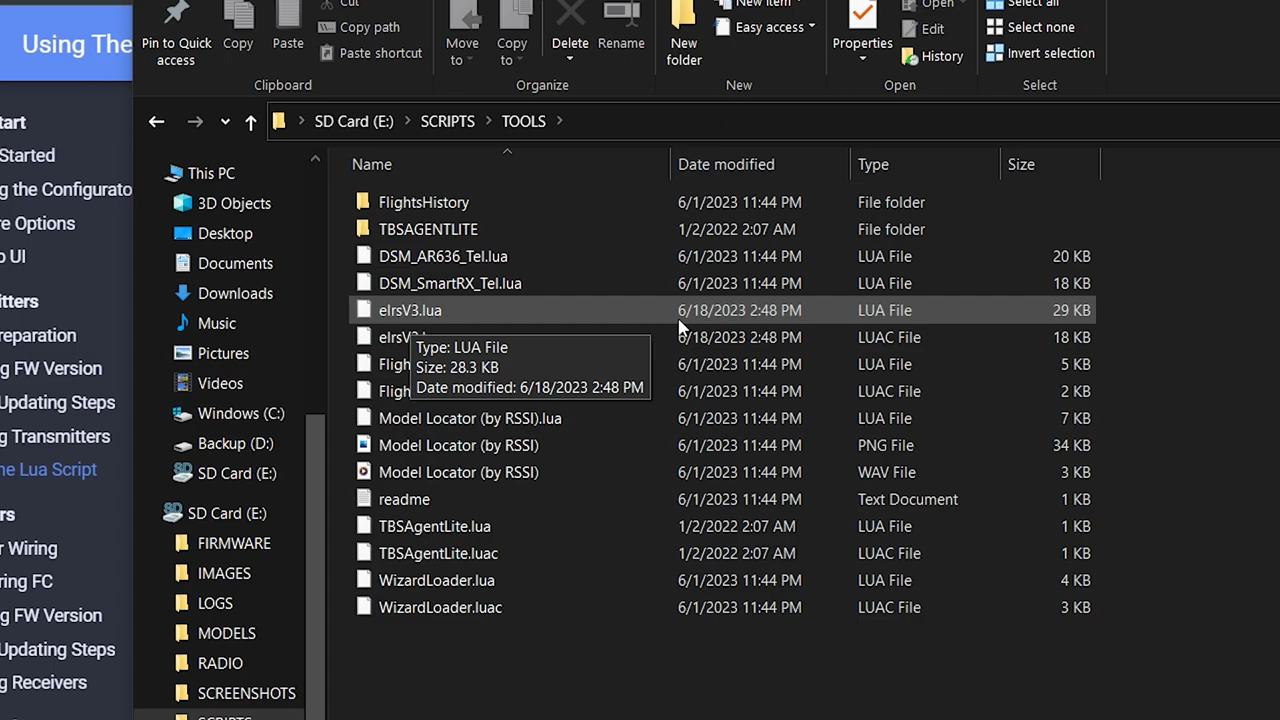 Using The
Pin to Quick access
Copy
Paste
Cut
Copy path
Paste shortcut
Move to
Copy to
Delete
Rename
New folder
New item
Easy access
Properties
Open
Edit
History
Select all
Select none
Invert selection
Clipboard
Organize
New
Open
Select
SD Card (E:) > SCRIPTS > TOOLS >
tart
Started
g the Configurato
re Options
UI
tters
reparation
g FW Version
Updating Steps
g Transmitters
ne Lua Script
rs
r Wiring
ring FC
g FW Version
Updating Steps
g Receivers
This PC
3D Objects
Desktop
Documents
Downloads
Music
Pictures
Videos
Windows (C:)
Backup (D:)
SD Card (E:)
SD Card (E:)
FIRMWARE
IMAGES
LOGS
MODELS
RADIO
SCREENSHOTS
SCRIPTS
Name Date modified Type Size
FlightsHistory 6/1/2023 11:44 PM File folder
TBSAGENTLITE 1/2/2022 2:07 AM File folder
DSM_AR636_Tel.lua 6/1/2023 11:44 PM LUA File 20 KB
DSM_SmartRX_Tel.lua 6/1/2023 11:44 PM LUA File 18 KB
elrsV3.lua 6/18/2023 2:48 PM LUA File 29 KB
elrsV3.l 6/18/2023 2:48 PM LUAC File 18 KB
Fligh 6/1/2023 11:44 PM LUA File 5 KB
Fligh 6/1/2023 11:44 PM LUAC File 2 KB
Type: LUA File
Size: 28.3 KB
Date modified: 6/18/2023 2:48 PM
Model Locator (by RSSI).lua 6/1/2023 11:44 PM LUA File 7 KB
Model Locator (by RSSI) 6/1/2023 11:44 PM PNG File 34 KB
Model Locator (by RSSI) 6/1/2023 11:44 PM WAV File 3 KB
readme 6/1/2023 11:44 PM Text Document 1 KB
TBSAgentLite.lua 1/2/2022 2:07 AM LUA File 1 KB
TBSAgentLite.luac 1/2/2022 2:07 AM LUAC File 1 KB
WizardLoader.lua 6/1/2023 11:44 PM LUA File 4 KB
WizardLoader.luac 6/1/2023 11:44 PM LUAC File 3 KB